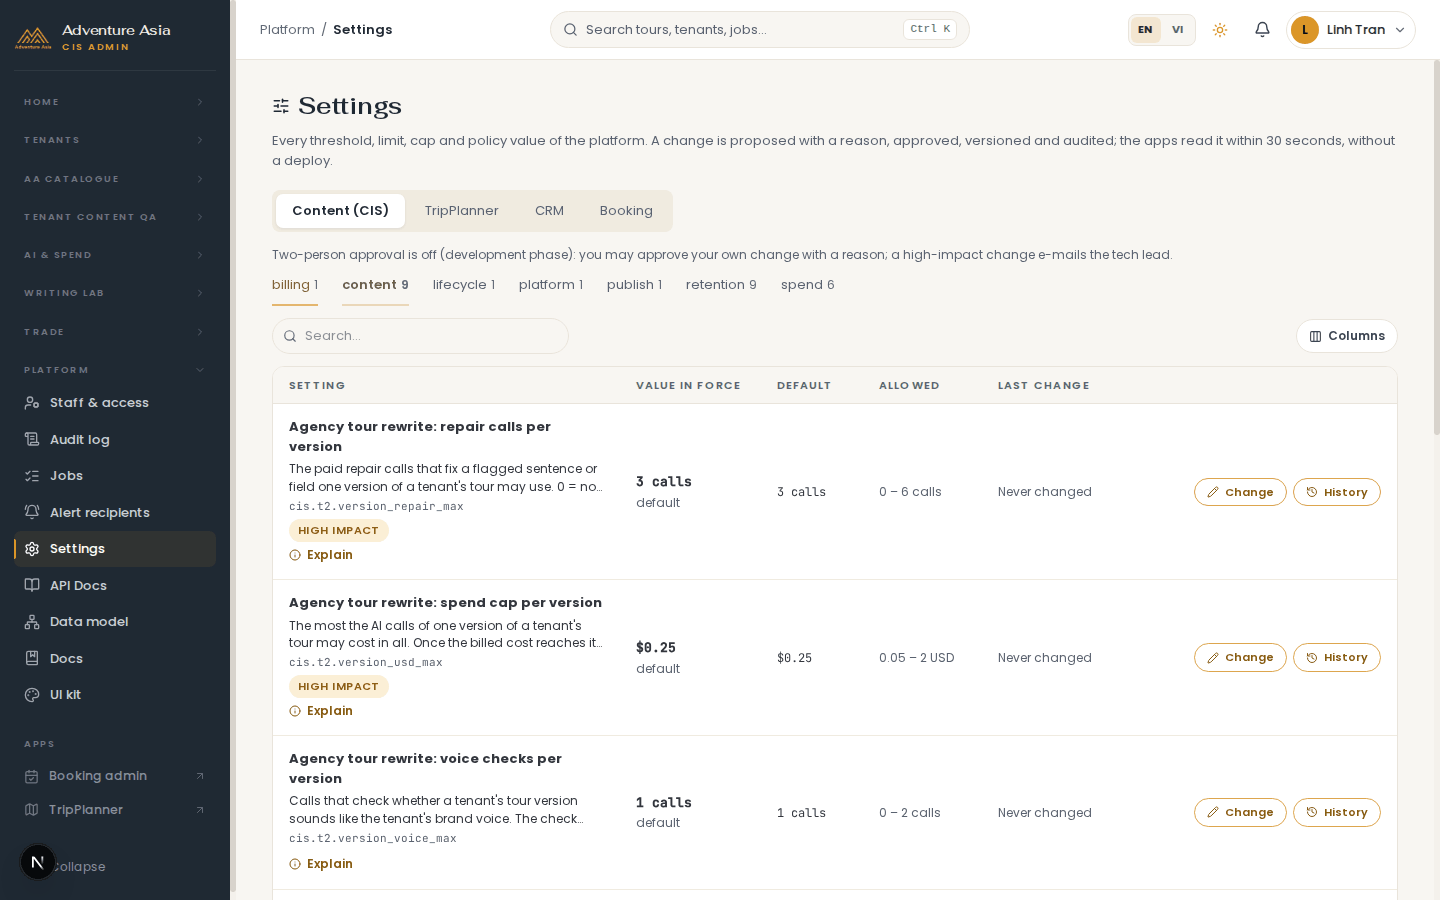 Adventure Asia
CIS ADMIN
Adventure Asia
HOME
TENANTS
AA CATALOGUE
TENANT CONTENT QA
AI & SPEND
WRITING LAB
TRADE
PLATFORM
Staff & access
Audit log
Jobs
Alert recipients
Settings
API Docs
Data model
Docs
UI kit
APPS
Booking admin
TripPlanner
N
Collapse
Platform / Settings
Search tours, tenants, jobs...
Ctrl K
EN
VI
L
Linh Tran
Settings
Every threshold, limit, cap and policy value of the platform. A change is proposed with a reason, approved, versioned and audited; the apps read it within 30 seconds, without
a deploy.
Content (CIS)
TripPlanner
CRM
Booking
Two-person approval is off (development phase): you may approve your own change with a reason; a high-impact change e-mails the tech lead.
billing 1
content 9
lifecycle 1
platform 1
publish 1
retention 9
spend 6
Search...
Columns
SETTING
VALUE IN FORCE
DEFAULT
ALLOWED
LAST CHANGE
Agency tour rewrite: repair calls per
version
The paid repair calls that fix a flagged sentence or
field one version of a tenant's tour may use. 0 = no...
cis.t2.version_repair_max
HIGH IMPACT
Explain
3 calls
default
3 calls
0 – 6 calls
Never changed
Change
History
Agency tour rewrite: spend cap per version
The most the AI calls of one version of a tenant's
tour may cost in all. Once the billed cost reaches it...
cis.t2.version_usd_max
HIGH IMPACT
Explain
$0.25
default
$0.25
0.05 – 2 USD
Never changed
Change
History
Agency tour rewrite: voice checks per
version
Calls that check whether a tenant's tour version
sounds like the tenant's brand voice. The check...
cis.t2.version_voice_max
Explain
1 calls
default
1 calls
0 – 2 calls
Never changed
Change
History